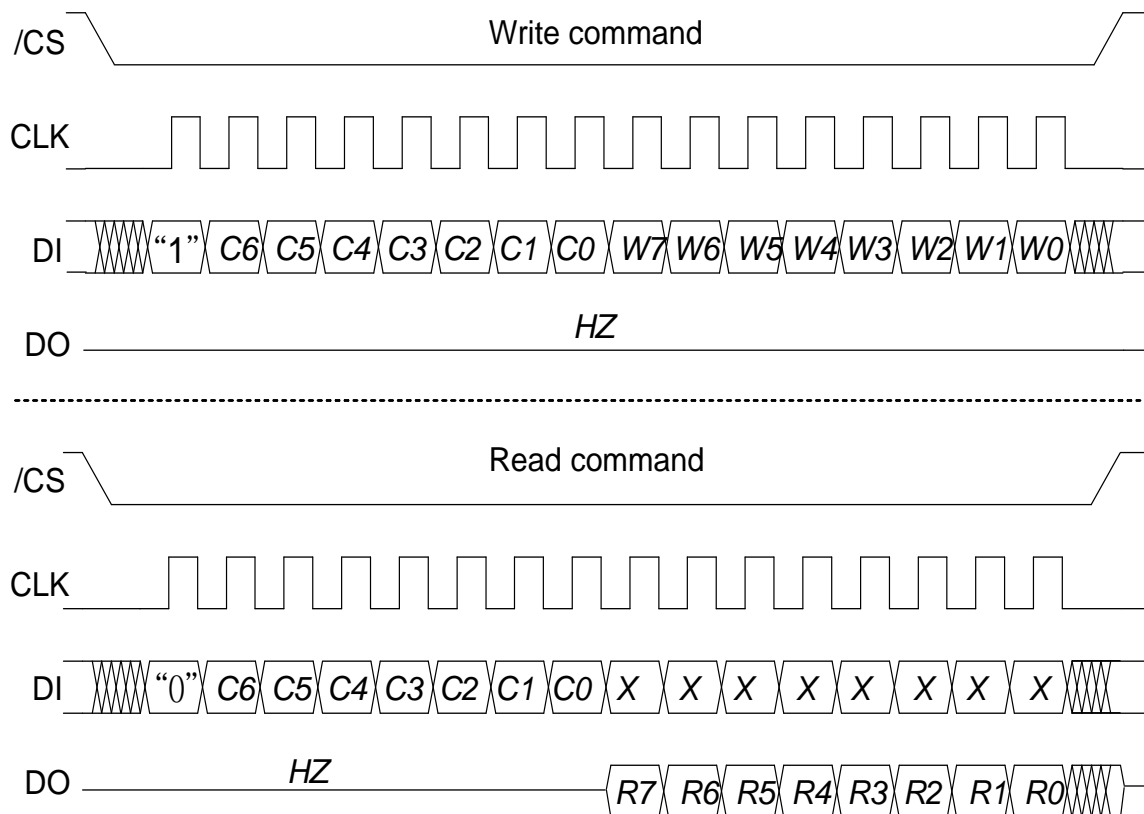 /CS Write command
CLK
DI “1” C6 C5 C4 C3 C2 C1 C0 W7 W6 W5 W4 W3 W2 W1 W0
DO HZ
/CS Read command
CLK
DI “0” C6 C5 C4 C3 C2 C1 C0 X X X X X X X X
DO HZ R7 R6 R5 R4 R3 R2 R1 R0